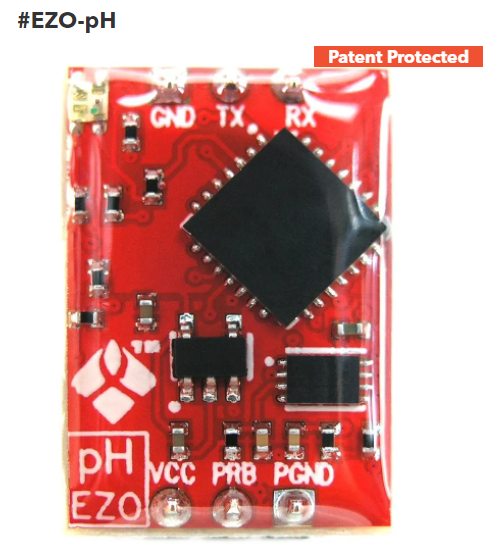 #EZO-pH
Patent Protected
GND TX RX
TM
pH
EZO
VCC PRB PGND